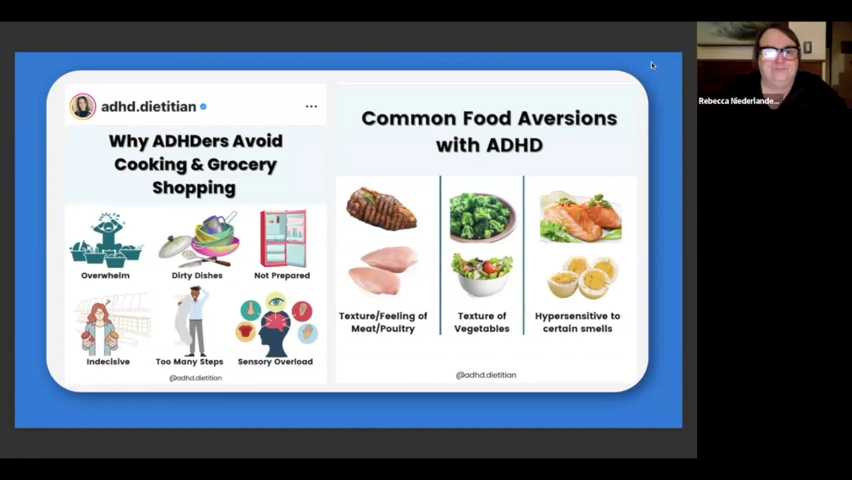 adhd.dietitian
Why ADHDers Avoid
Cooking & Grocery
Shopping
Overwhelm
Dirty Dishes
Not Prepared
Indecisive
Too Many Steps
Sensory Overload
@adhd.dietitian
Common Food Aversions
with ADHD
Texture/Feeling of
Meat/Poultry
Texture of
Vegetables
Hypersensitive to
certain smells
@adhd.dietitian
Rebecca Niederlande...